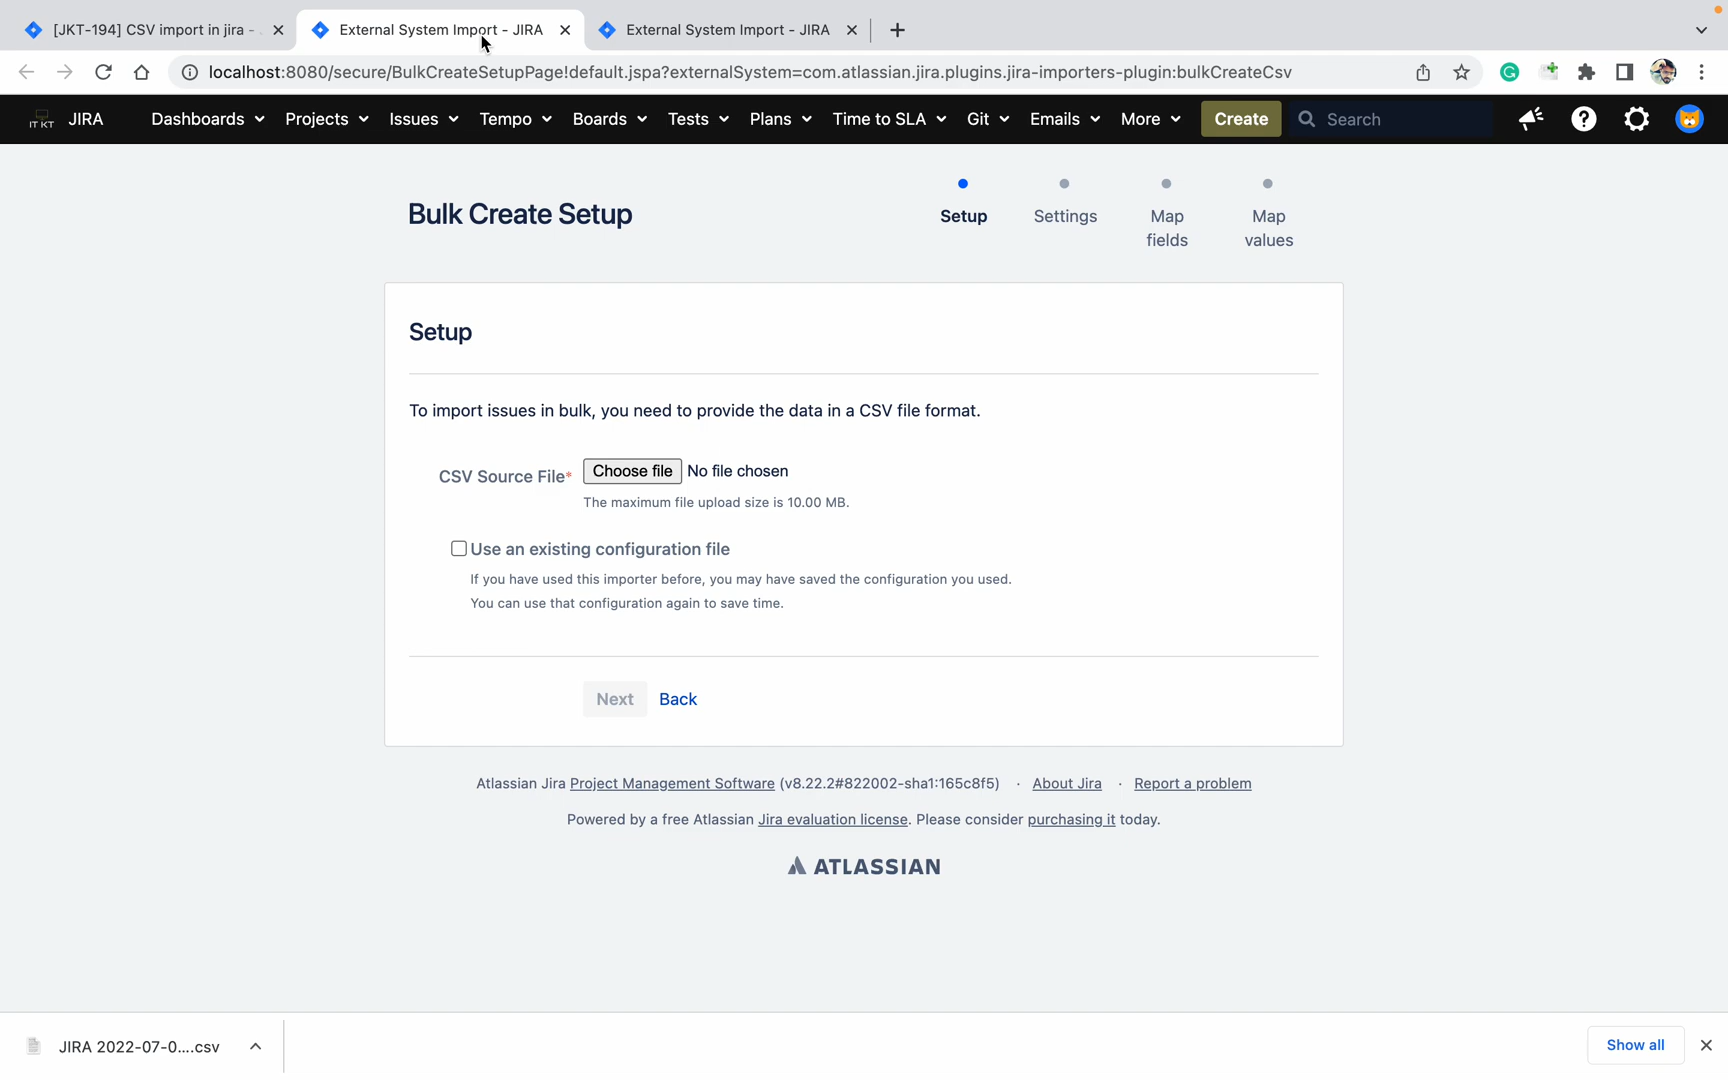 [JKT-194] CSV import in jira -
External System Import - JIRA
External System Import - JIRA
localhost:8080/secure/BulkCreateSetupPage!default.jspa?externalSystem=com.atlassian.jira.plugins.jira-importers-plugin:bulkCreateCsv
IT KT
JIRA
Dashboards
Projects
Issues
Tempo
Boards
Tests
Plans
Time to SLA
Git
Emails
More
Create
Search
Bulk Create Setup
Setup
Settings
Map
fields
Map
values
Setup
To import issues in bulk, you need to provide the data in a CSV file format.
CSV Source File*
Choose file No file chosen
The maximum file upload size is 10.00 MB.
Use an existing configuration file
If you have used this importer before, you may have saved the configuration you used.
You can use that configuration again to save time.
Next
Back
Atlassian Jira Project Management Software (v8.22.2#822002-sha1:165c8f5) · About Jira · Report a problem
Powered by a free Atlassian Jira evaluation license. Please consider purchasing it today.
ATLASSIAN
JIRA 2022-07-0....csv
Show all